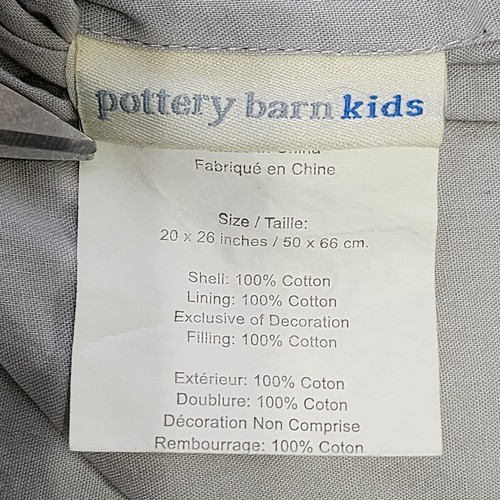 pottery barn kids
in China
Fabriqué en Chine
Size / Taille:
20 x 26 inches / 50 x 66 cm.
Shell: 100% Cotton
Lining: 100% Cotton
Exclusive of Decoration
Filling: 100% Cotton
Extérieur: 100% Coton
Doublure: 100% Coton
Décoration Non Comprise
Rembourrage: 100% Coton